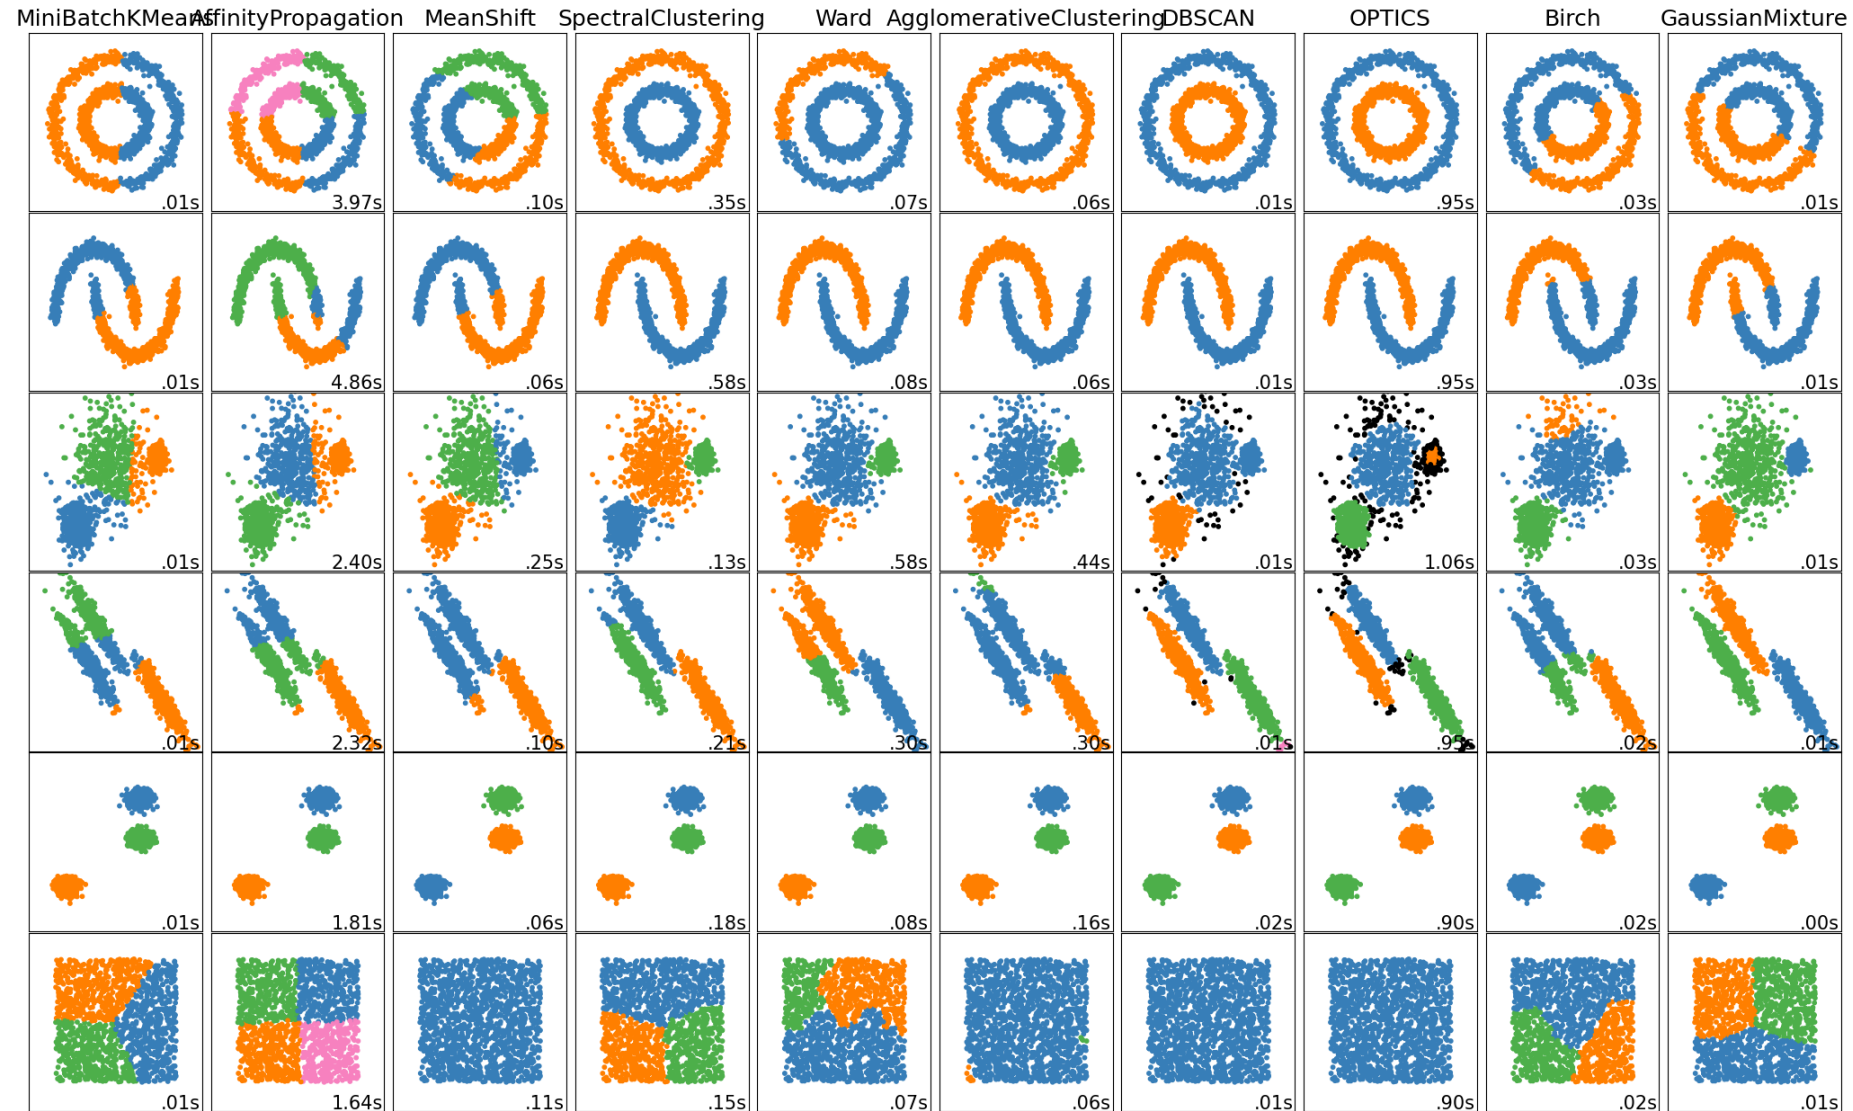 MiniBatchKMeans AffinityPropagation MeanShift SpectralClustering Ward AgglomerativeClustering DBSCAN OPTICS Birch GaussianMixture
.01s 3.97s .10s .35s .07s .06s .01s .95s .03s .01s
.01s 4.86s .06s .58s .08s .06s .01s .95s .03s .01s
.01s 2.40s .25s .13s .58s .44s .01s 1.06s .03s .01s
.01s 2.32s .10s .21s .30s .30s .01s .95s .02s .01s
.01s 1.81s .06s .18s .08s .16s .02s .90s .02s .00s
.01s 1.64s .11s .15s .07s .06s .01s .90s .02s .01s